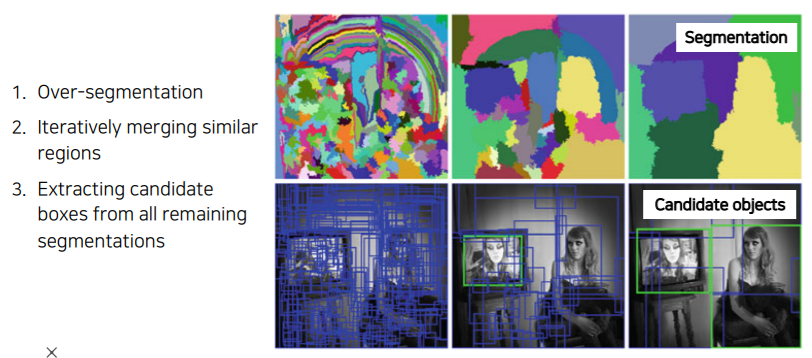 1. Over-segmentation
2. Iteratively merging similar
regions
3. Extracting candidate
boxes from all remaining
segmentations
Segmentation
Candidate objects